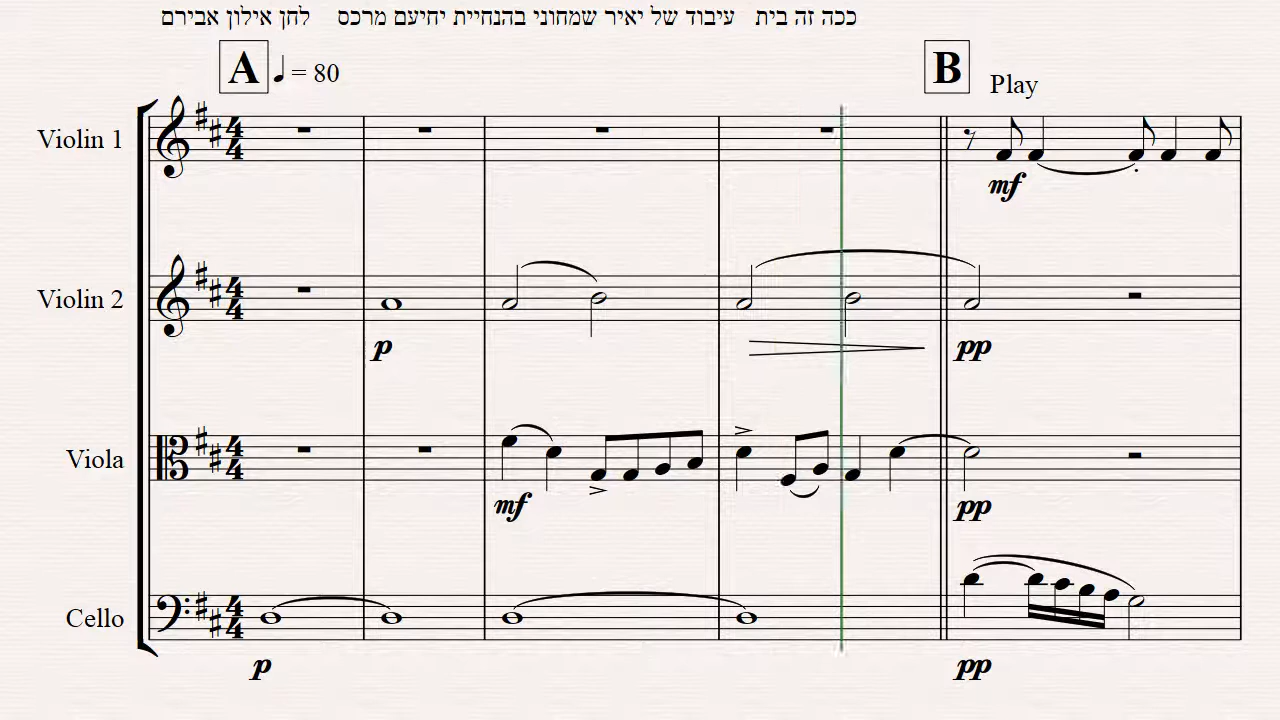 ככה זה בית עיבוד של יאיר שמחוני בהנחיית יחיעם מרכס לחן אילון אבירם
A ♩ = 80
B Play
Violin 1
mf
Violin 2
p pp
Viola
mf pp
Cello
p pp